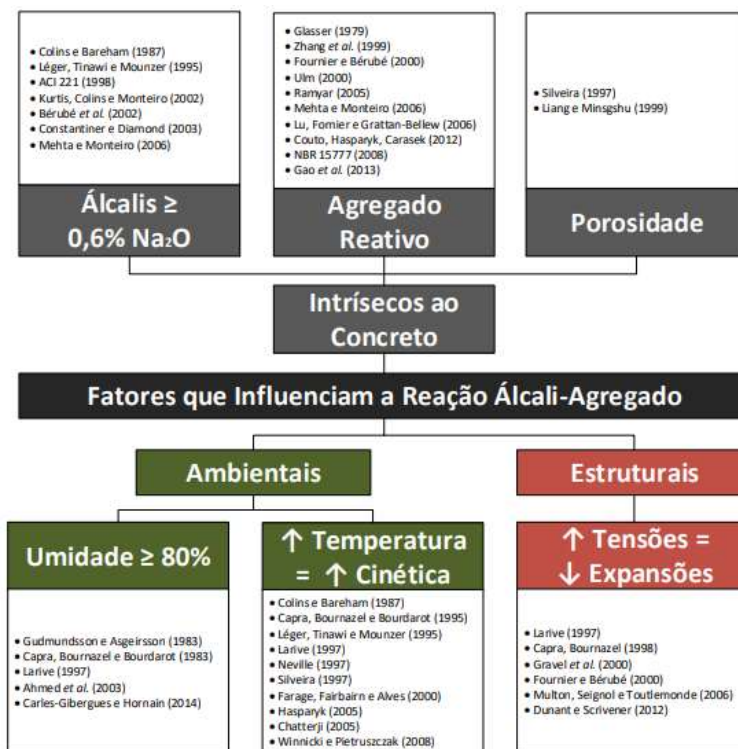 • Colins e Bareham (1987)
• Léger, Tinawi e Mounzer (1995)
• ACI 221 (1998)
• Kurtis, Colins e Monteiro (2002)
• Bérubé et al. (2002)
• Constantiner e Diamond (2003)
• Mehta e Monteiro (2006)
Álcalis ≥
0,6% Na₂O
• Glasser (1979)
• Zhang et al. (1999)
• Fournier e Bérubé (2000)
• Ulm (2000)
• Ramyar (2005)
• Mehta e Monteiro (2006)
• Lu, Fornier e Grattan-Bellew (2006)
• Couto, Hasparyk, Carasek (2012)
• NBR 15777 (2008)
• Gao et al. (2013)
Agregado
Reativo
• Silveira (1997)
• Liang e Minsgshu (1999)
Porosidade
Intrísecos ao
Concreto
Fatores que Influenciam a Reação Álcali-Agregado
Ambientais
Estruturais
Umidade ≥ 80%
• Gudmundsson e Asgeirsson (1983)
• Capra, Bournazel e Bourdarot (1983)
• Larive (1997)
• Ahmed et al. (2003)
• Carles-Gibergues e Hornain (2014)
↑ Temperatura
= ↑ Cinética
• Colins e Bareham (1987)
• Capra, Bournazel e Bourdarot (1995)
• Léger, Tinawi e Mounzer (1995)
• Larive (1997)
• Neville (1997)
• Silveira (1997)
• Farage, Fairbairn e Alves (2000)
• Hasparyk (2005)
• Chatterji (2005)
• Winnicki e Pietruszczak (2008)
↑ Tensões =
↓ Expansões
• Larive (1997)
• Capra, Bournazel (1998)
• Gravel et al. (2000)
• Fournier e Bérubé (2000)
• Multon, Seignol e Toutlemonde (2006)
• Dunant e Scrivener (2012)